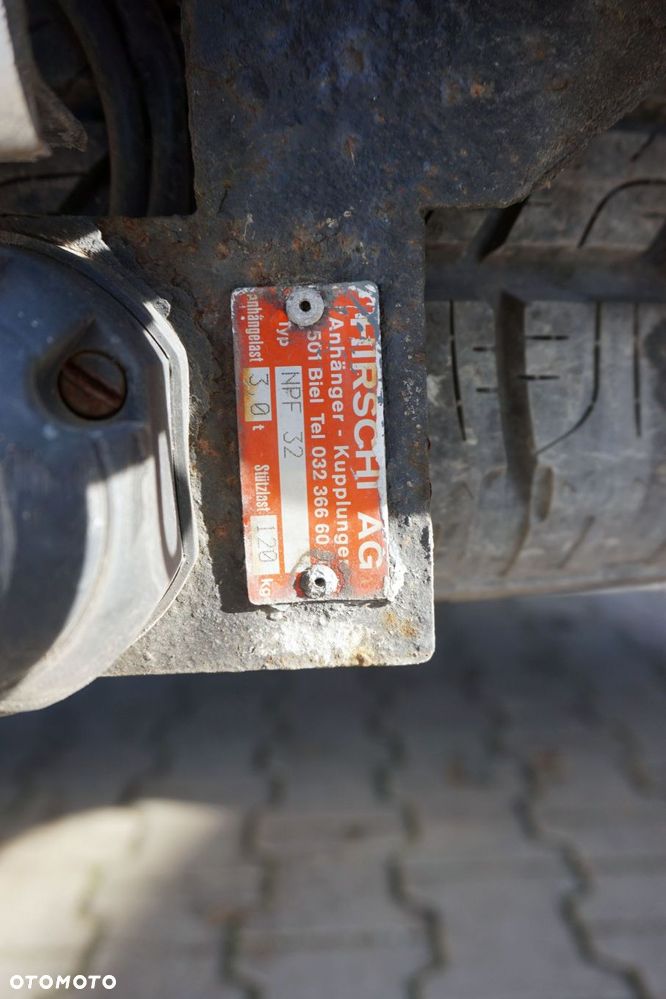 HIRSCHI AG
Anhänger - Kupplungen
501 Biel Tel 032 366 60
Typ NPF 32
Anhängelast 3,0 t Stützlast 120 kg
OTOMOTO